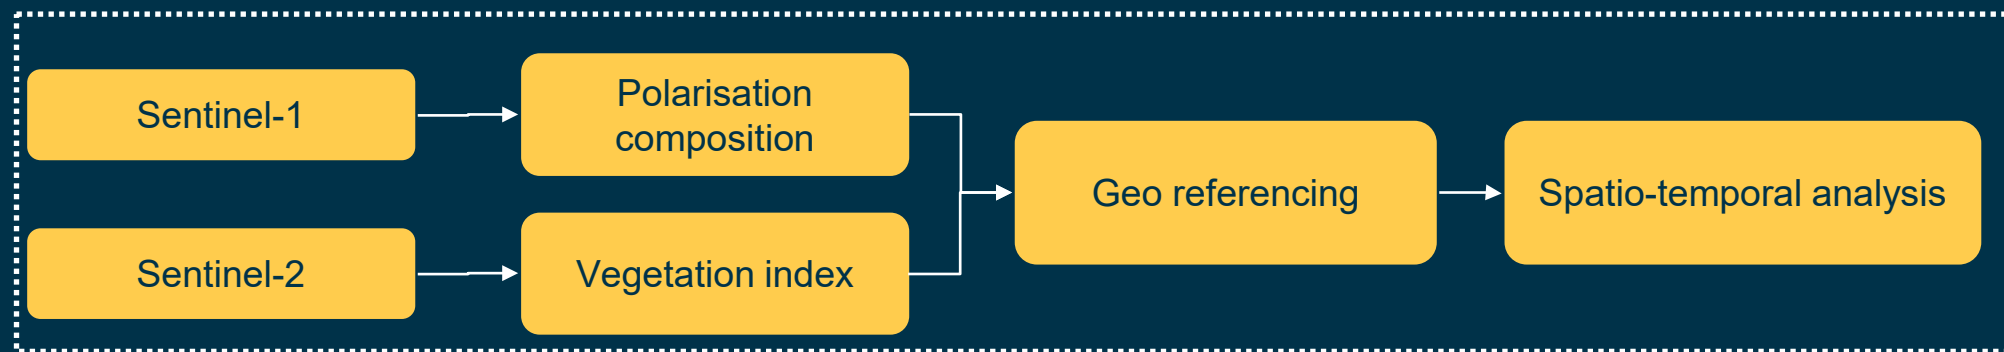 Sentinel-1
Polarisation
composition
Sentinel-2
Vegetation index
Geo referencing
Spatio-temporal analysis